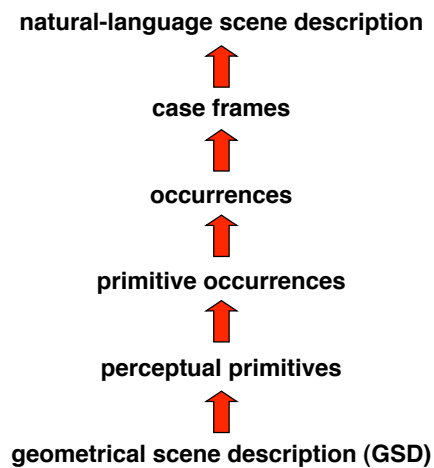 natural-language scene description
case frames
occurrences
primitive occurrences
perceptual primitives
geometrical scene description (GSD)